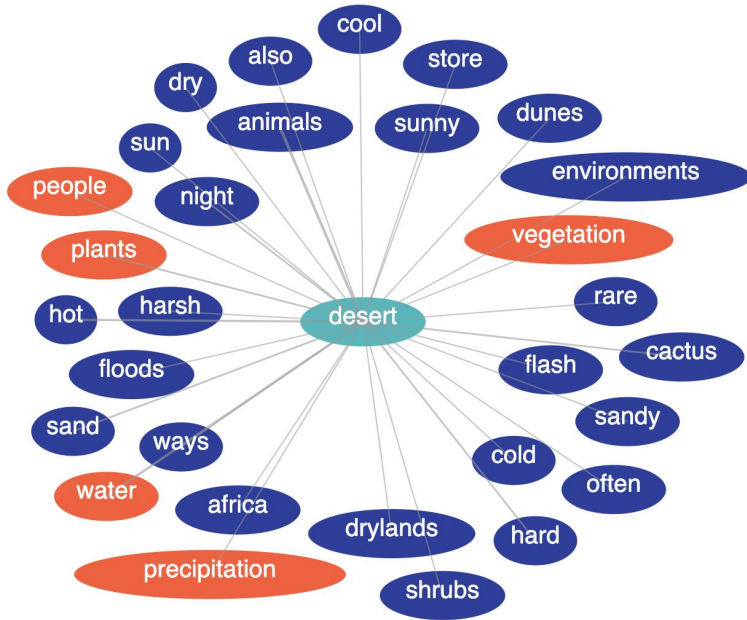 cool
also
store
dry
animals
sunny
dunes
sun
environments
people
night
vegetation
plants
rare
hot
harsh
desert
cactus
floods
flash
sand
sandy
ways
cold
water
often
africa
drylands
hard
precipitation
shrubs